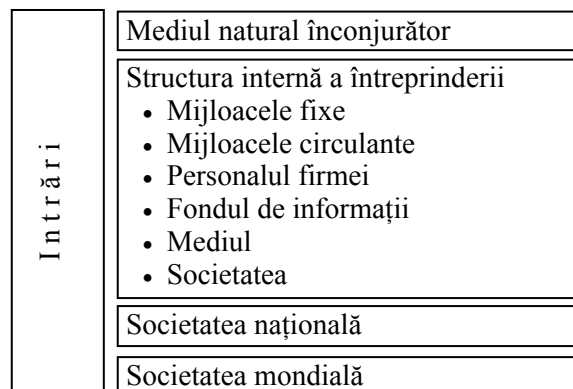 Intrări
Mediul natural înconjurător
Structura internă a întreprinderii
• Mijloacele fixe
• Mijloacele circulante
• Personalul firmei
• Fondul de informații
• Mediul
• Societatea
Societatea națională
Societatea mondială